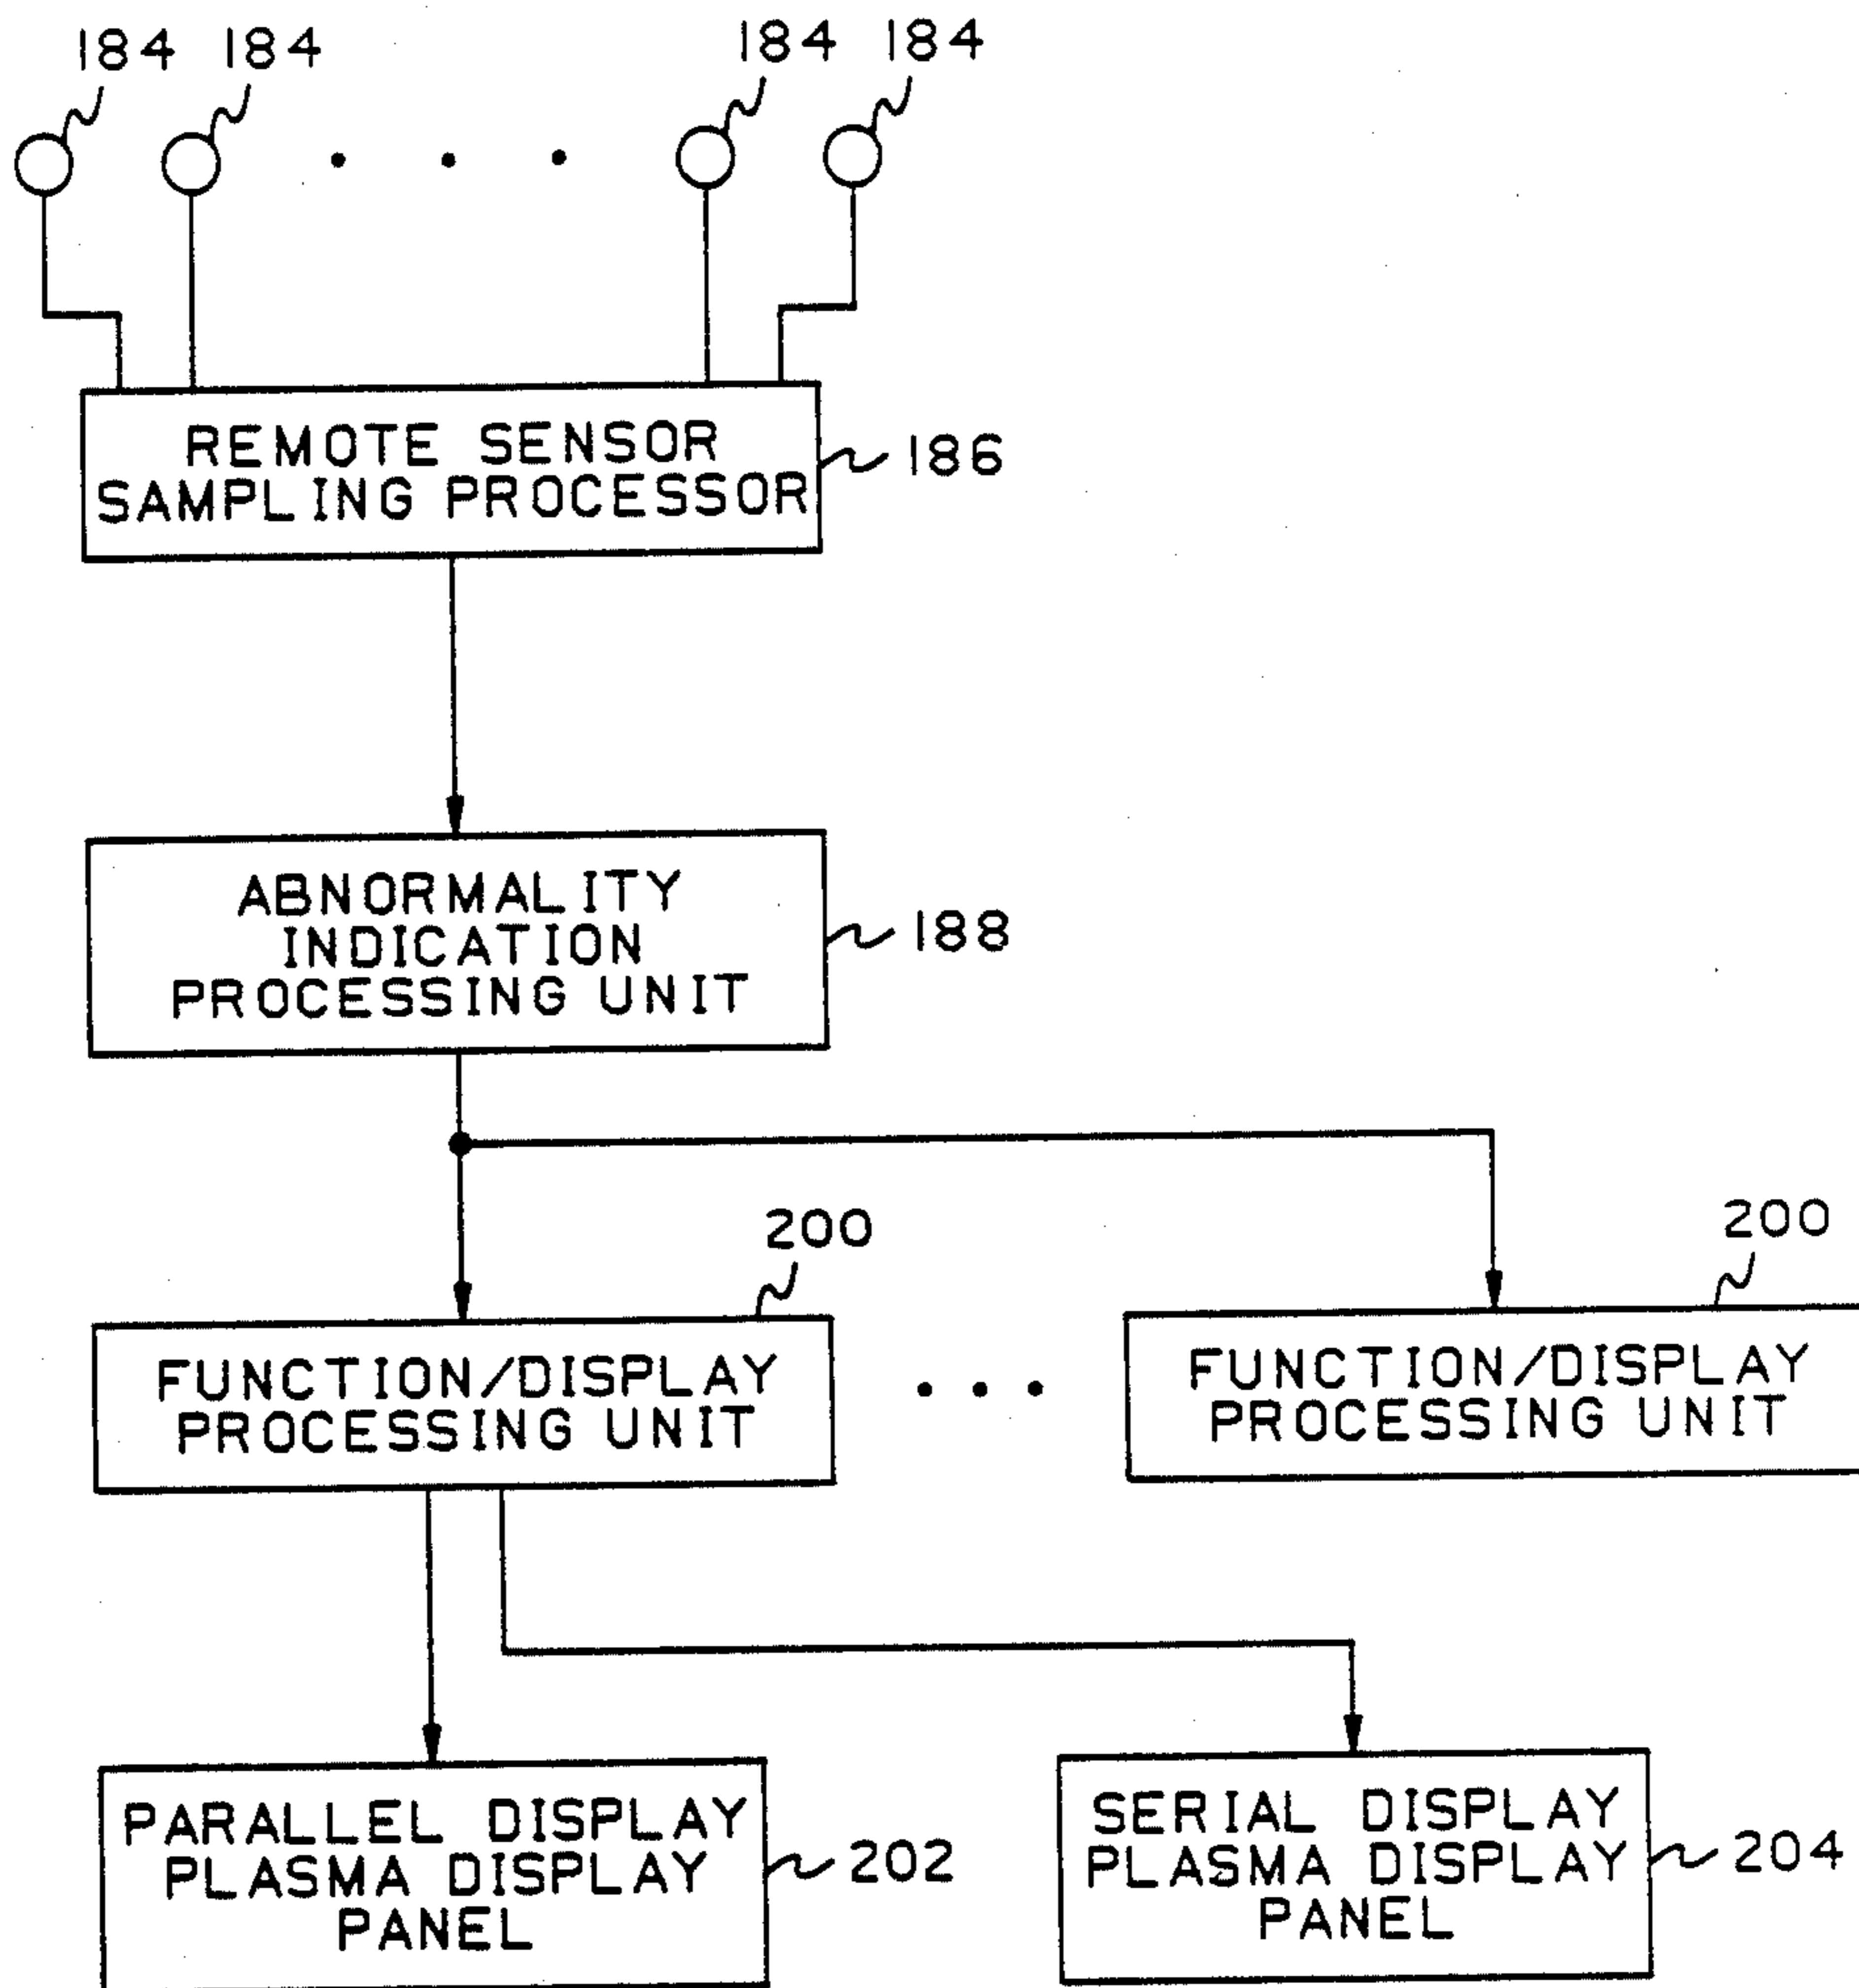 184 184 184 184
REMOTE SENSOR
SAMPLING PROCESSOR
186
ABNORMALITY
INDICATION
PROCESSING UNIT
188
200
FUNCTION/DISPLAY
PROCESSING UNIT
200
FUNCTION/DISPLAY
PROCESSING UNIT
PARALLEL DISPLAY
PLASMA DISPLAY
PANEL
202
SERIAL DISPLAY
PLASMA DISPLAY
PANEL
204